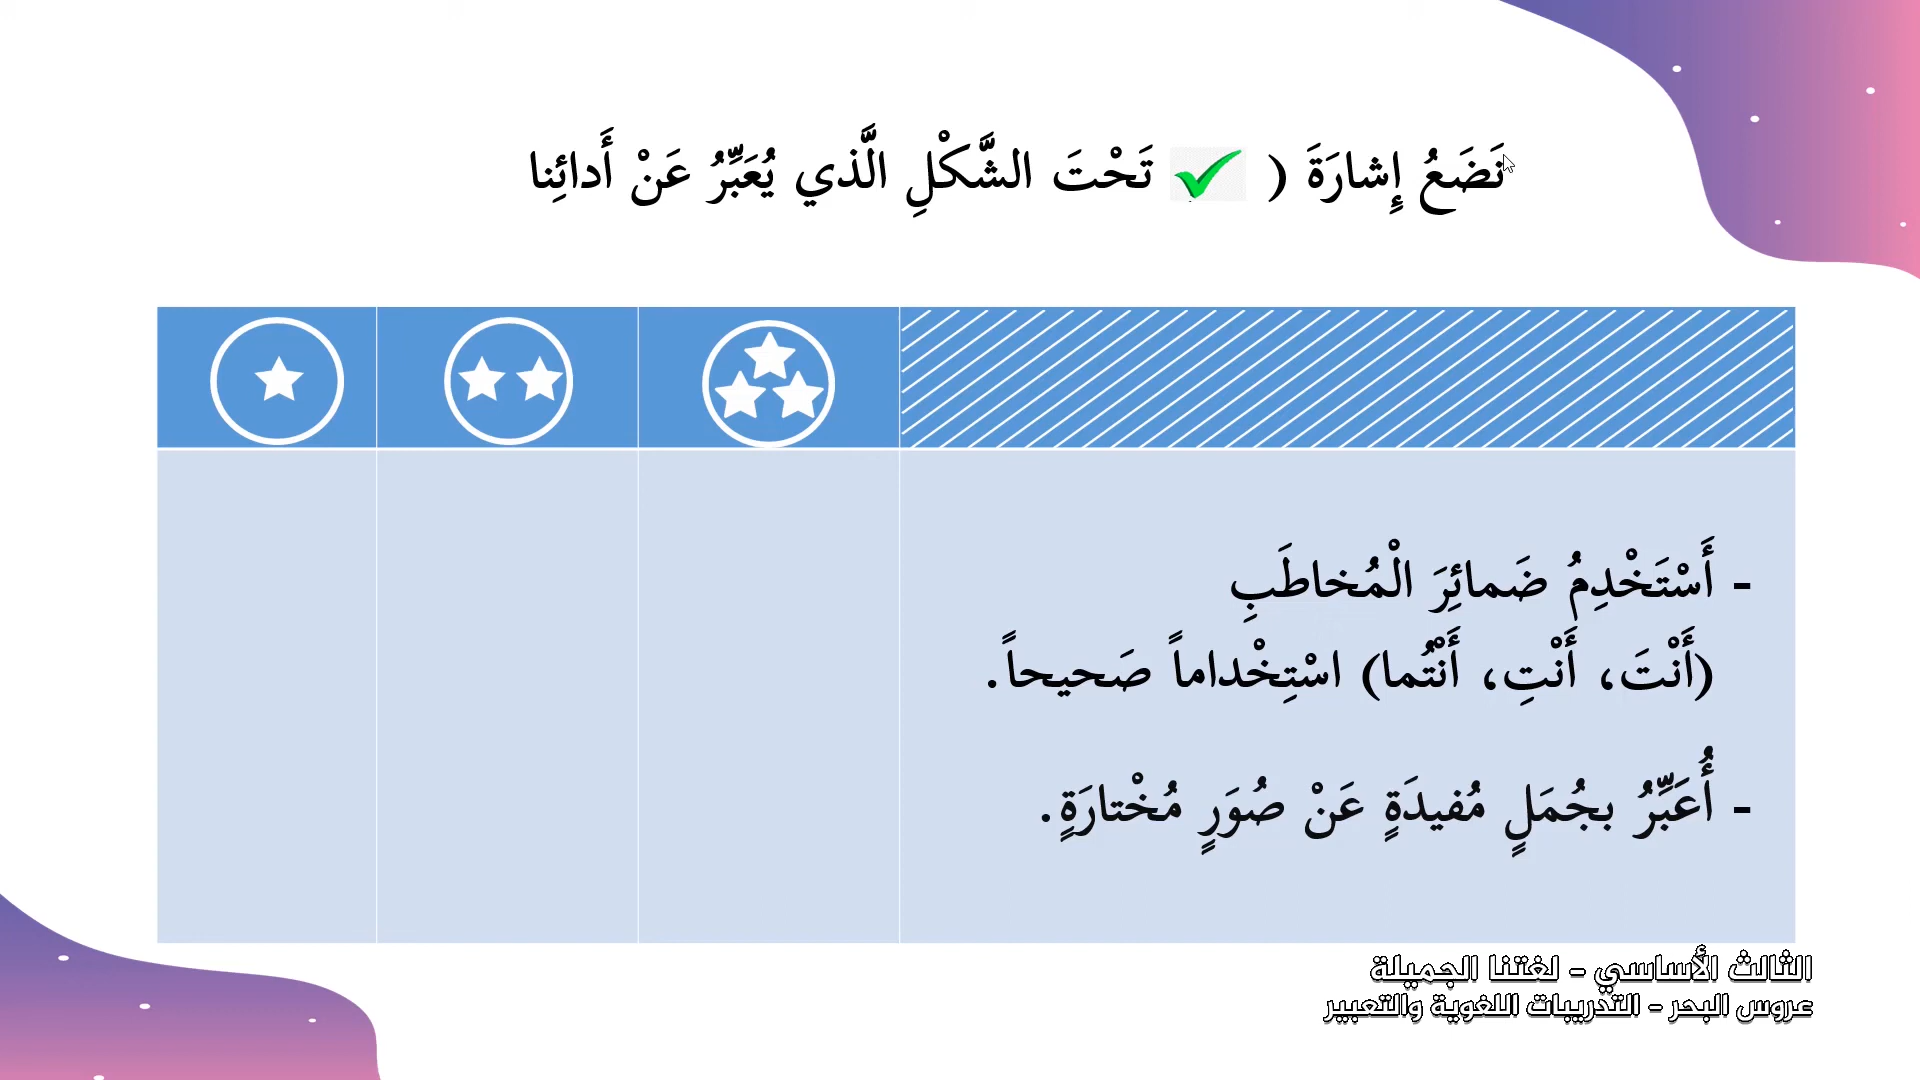 نَضَعُ إِشارَةَ ( ✓ تَحْتَ الشَّكْلِ الَّذي يُعَبِّرُ عَنْ أَدائِنا
- أَسْتَخْدِمُ ضَمائِرَ الْمُخاطَبِ
(أَنْتَ، أَنْتِ، أَنْتُما) اسْتِخْداماً صَحيحاً.
- أُعَبِّرُ بجُمَلٍ مُفيدَةٍ عَنْ صُوَرٍ مُخْتارَةٍ.
الثالث الأساسي - لغتنا الجميلة
عروس البحر - التدريبات اللغوية والتعبير